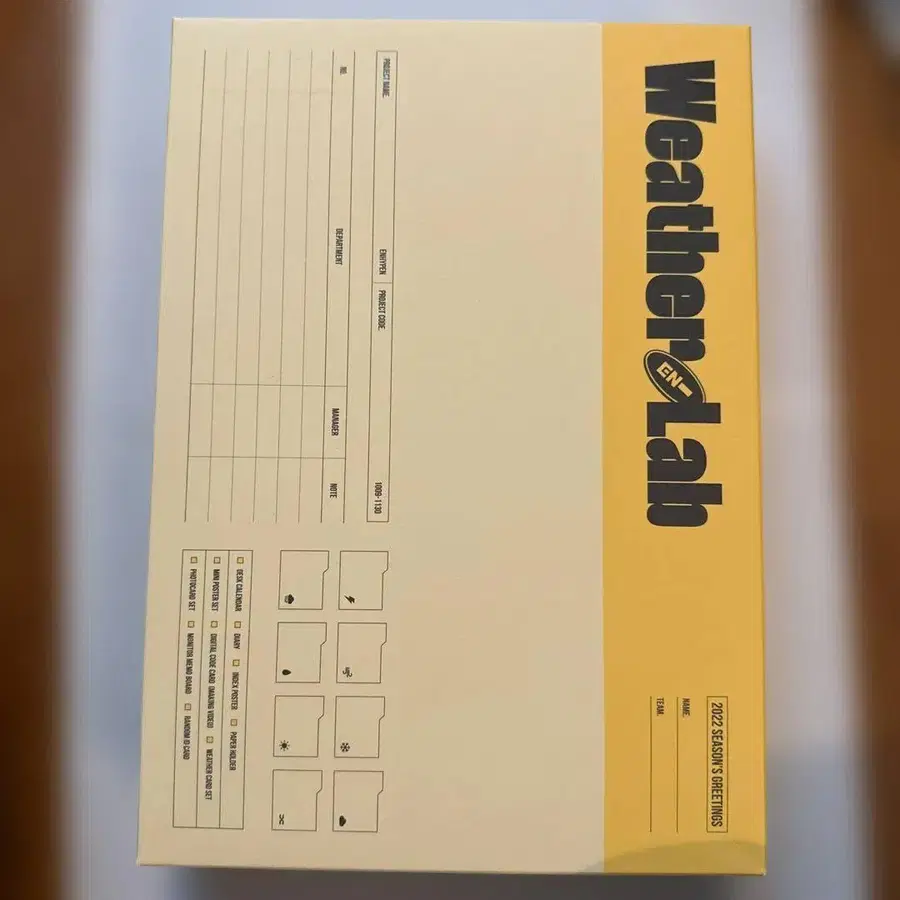 Weather Lab
EN-
2022 SEASON'S GREETINGS
NAME.
TEAM.
PROJECT NAME. ENHYPEN PROJECT CODE. 1009-1130
NO. DEPARTMENT MANAGER NOTE
DESK CALENDAR DIARY INDEX POSTER PAPER HOLDER
MINI POSTER SET DIGITAL CODE CARD (MAKING VIDEO) WEATHER CARD SET
PHOTOCARD SET MONITOR MEMO BOARD RANDOM ID CARD